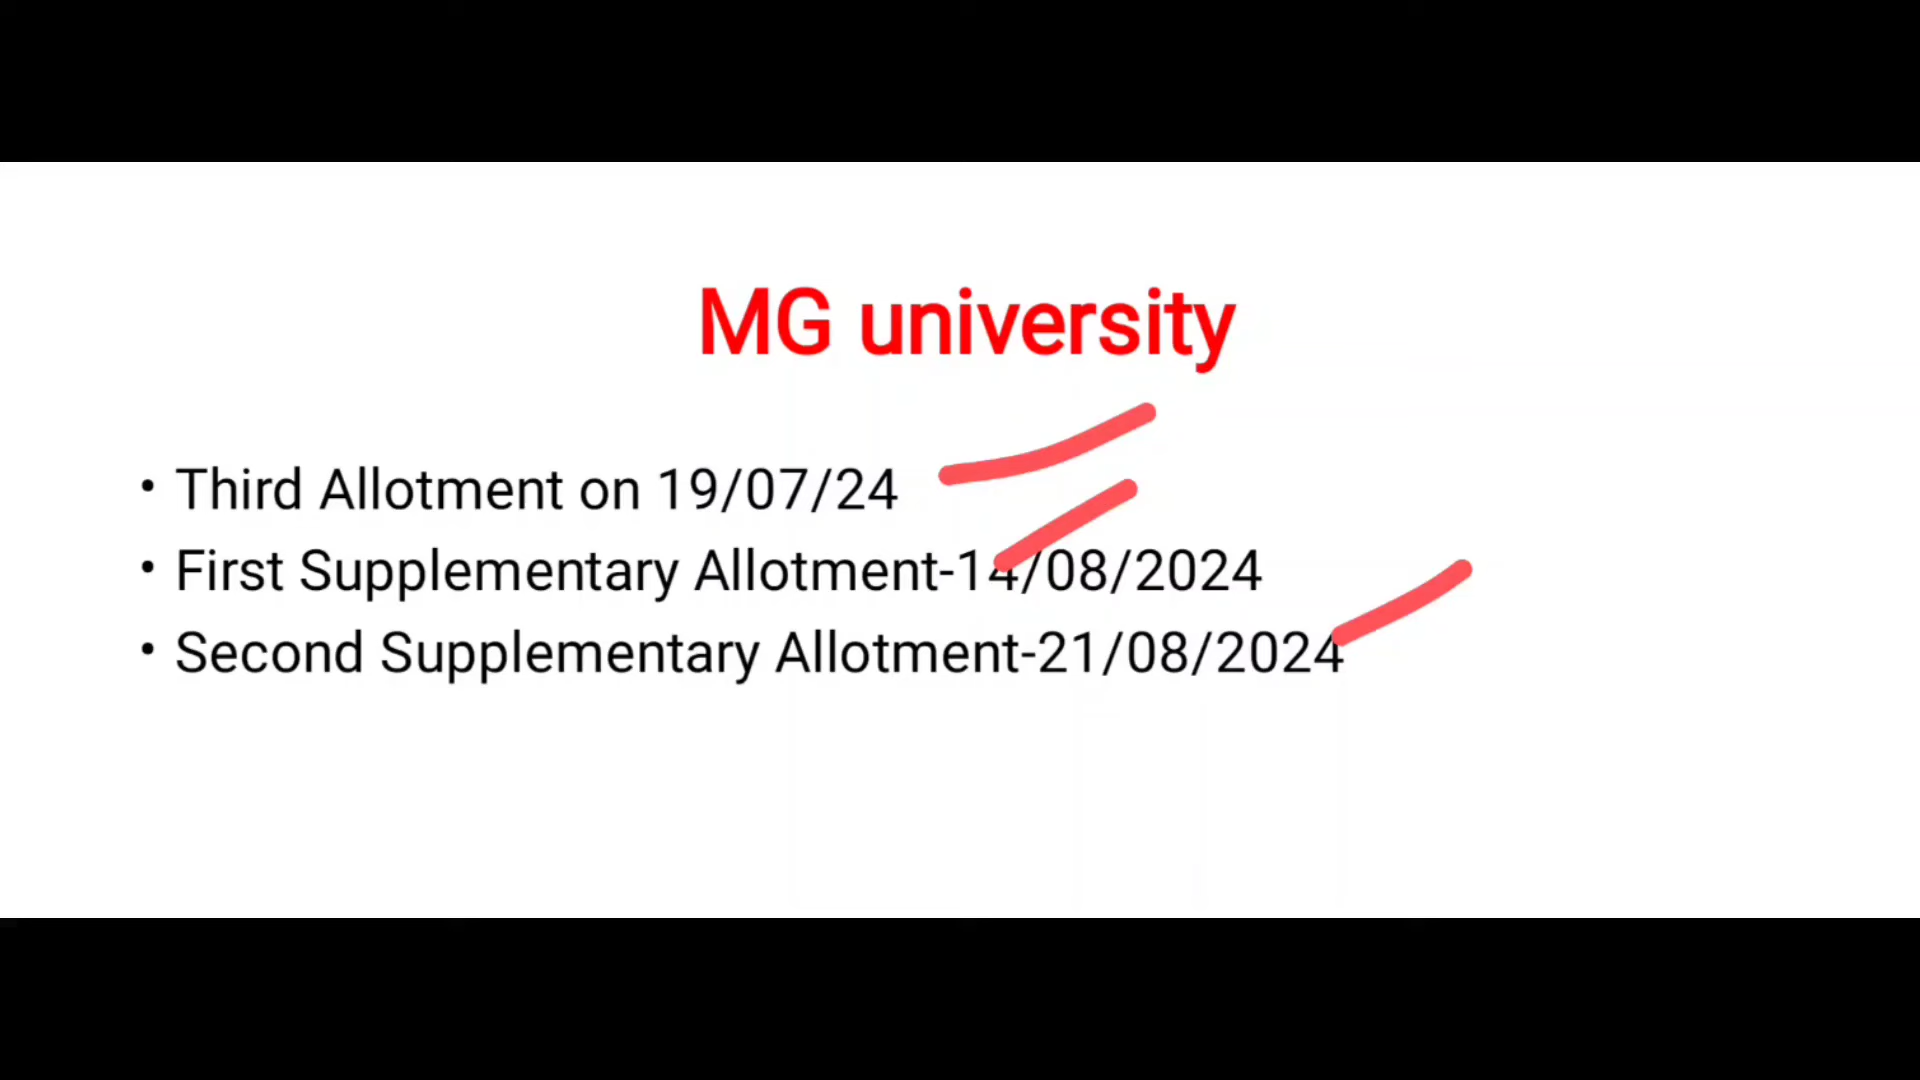 MG university
• Third Allotment on 19/07/24
• First Supplementary Allotment-14/08/2024
• Second Supplementary Allotment-21/08/2024